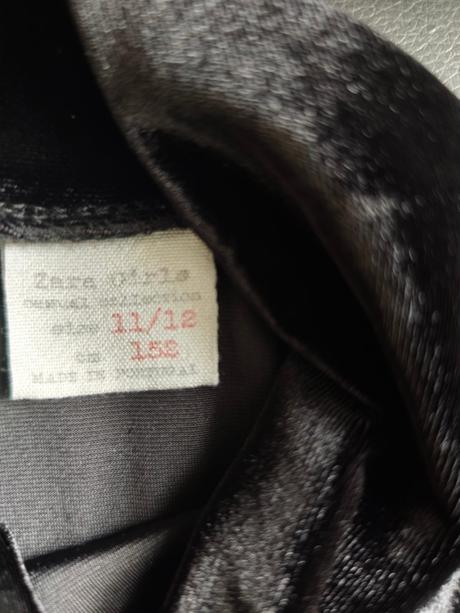 Zara Girls
casual collection
size 11/12
cm 152
MADE IN PORTUGAL